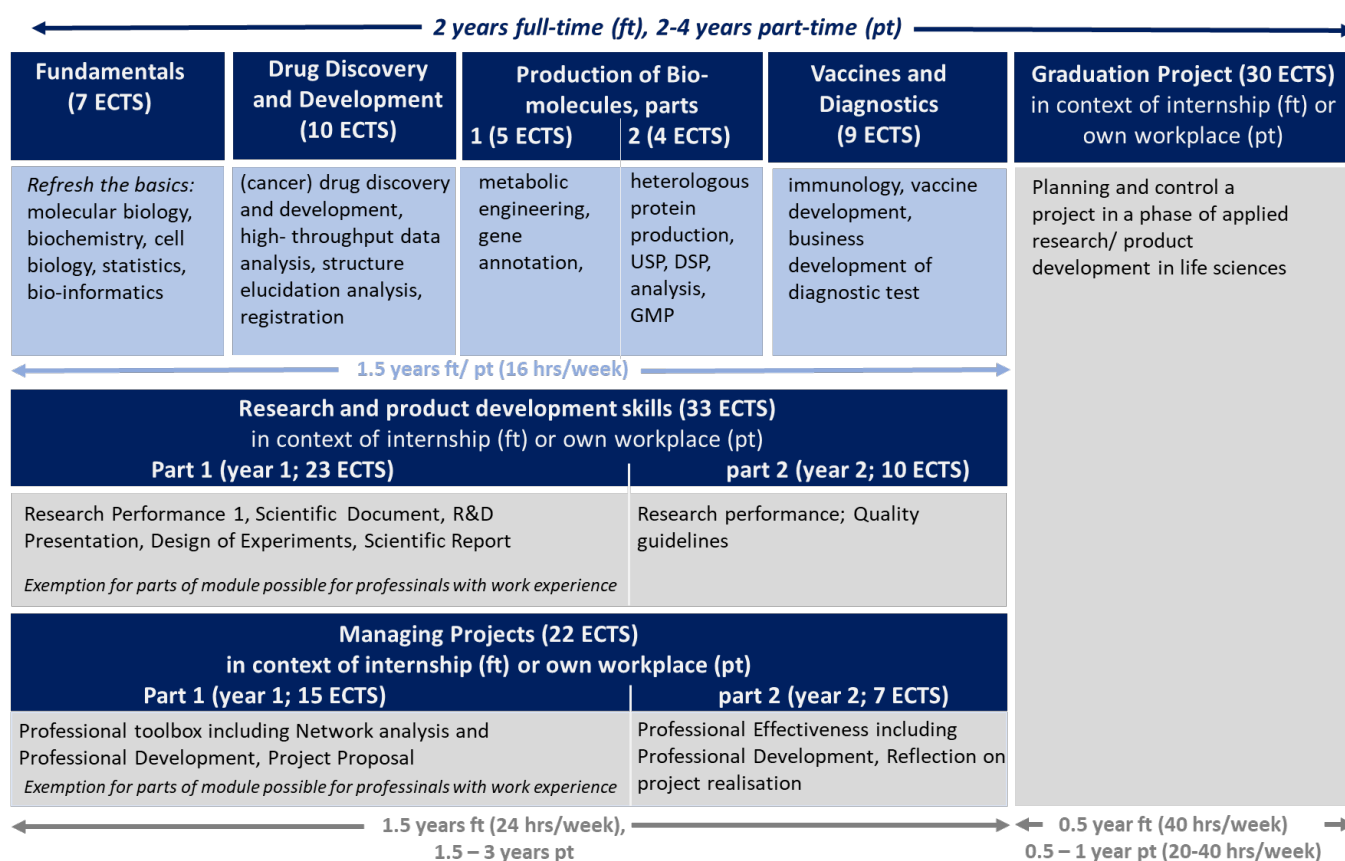 2 years full-time (ft), 2-4 years part-time (pt)
Fundamentals
(7 ECTS)
Drug Discovery
and Development
(10 ECTS)
Production of Bio-
molecules, parts
1 (5 ECTS)
2 (4 ECTS)
Vaccines and
Diagnostics
(9 ECTS)
Graduation Project (30 ECTS)
in context of internship (ft) or
own workplace (pt)
Refresh the basics:
molecular biology,
biochemistry, cell
biology, statistics,
bio-informatics
(cancer) drug discovery
and development,
high- throughput data
analysis, structure
elucidation analysis,
registration
metabolic
engineering,
gene
annotation,
heterologous
protein
production,
USP, DSP,
analysis,
GMP
immunology, vaccine
development,
business
development of
diagnostic test
Planning and control a
project in a phase of applied
research/ product
development in life sciences
1.5 years ft/ pt (16 hrs/week)
Research and product development skills (33 ECTS)
in context of internship (ft) or own workplace (pt)
Part 1 (year 1; 23 ECTS)
part 2 (year 2; 10 ECTS)
Research Performance 1, Scientific Document, R&D
Presentation, Design of Experiments, Scientific Report
Exemption for parts of module possible for professinals with work experience
Research performance; Quality
guidelines
Managing Projects (22 ECTS)
in context of internship (ft) or own workplace (pt)
Part 1 (year 1; 15 ECTS)
part 2 (year 2; 7 ECTS)
Professional toolbox including Network analysis and
Professional Development, Project Proposal
Exemption for parts of module possible for professionals with work experience
Professional Effectiveness including
Professional Development, Reflection on
project realisation
1.5 years ft (24 hrs/week),
1.5 – 3 years pt
0.5 year ft (40 hrs/week)
0.5 – 1 year pt (20-40 hrs/week)